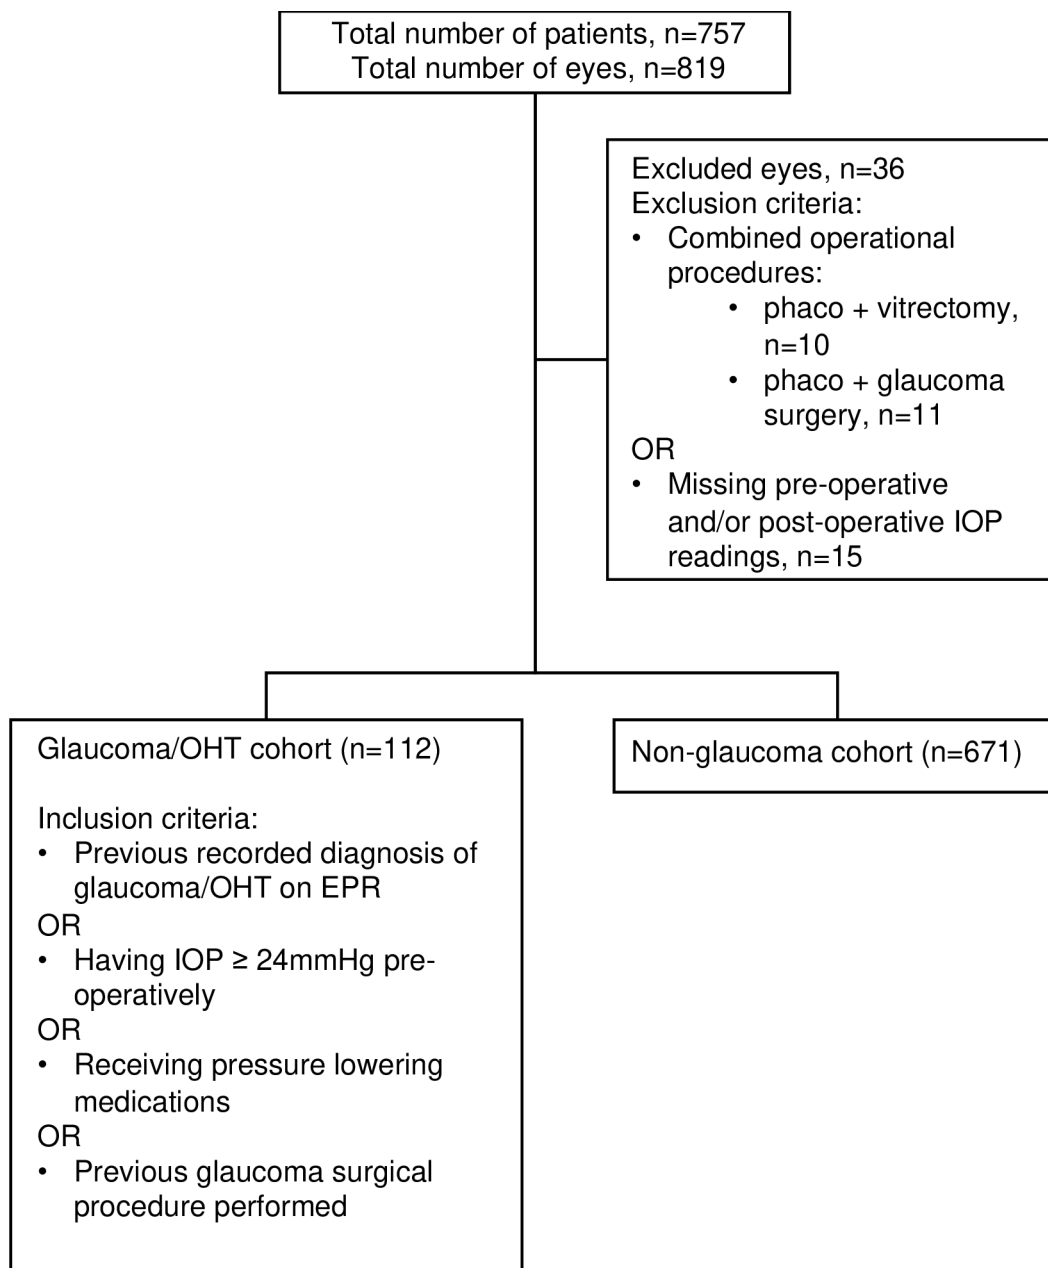 Total number of patients, n=757
Total number of eyes, n=819
Excluded eyes, n=36
Exclusion criteria:
• Combined operational
procedures:
• phaco + vitrectomy,
n=10
• phaco + glaucoma
surgery, n=11
OR
• Missing pre-operative
and/or post-operative IOP
readings, n=15
Glaucoma/OHT cohort (n=112)
Inclusion criteria:
• Previous recorded diagnosis of
glaucoma/OHT on EPR
OR
• Having IOP ≥ 24mmHg pre-
operatively
OR
• Receiving pressure lowering
medications
OR
• Previous glaucoma surgical
procedure performed
Non-glaucoma cohort (n=671)